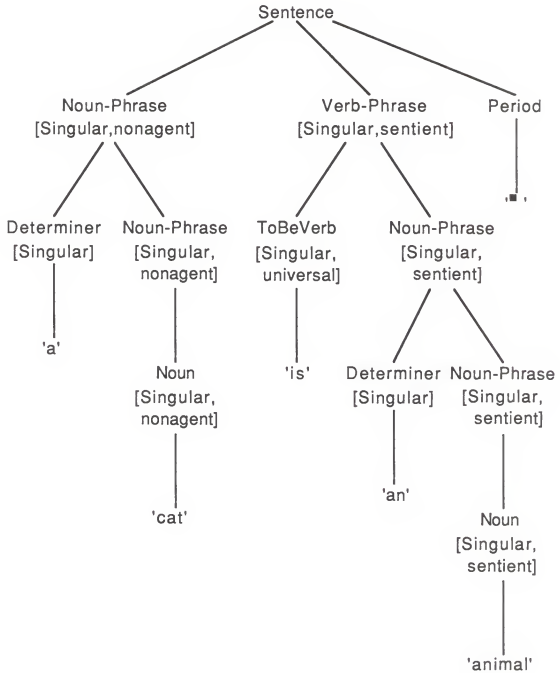 Sentence
Noun-Phrase Verb-Phrase Period
[Singular,nonagent] [Singular,sentient]
'.'
Determiner Noun-Phrase ToBeVerb Noun-Phrase
[Singular] [Singular, [Singular, [Singular,
nonagent] universal] sentient]
'a'
Noun 'is' Determiner Noun-Phrase
[Singular, [Singular] [Singular,
nonagent] sentient]
'an'
'cat' Noun
[Singular,
sentient]
'animal'